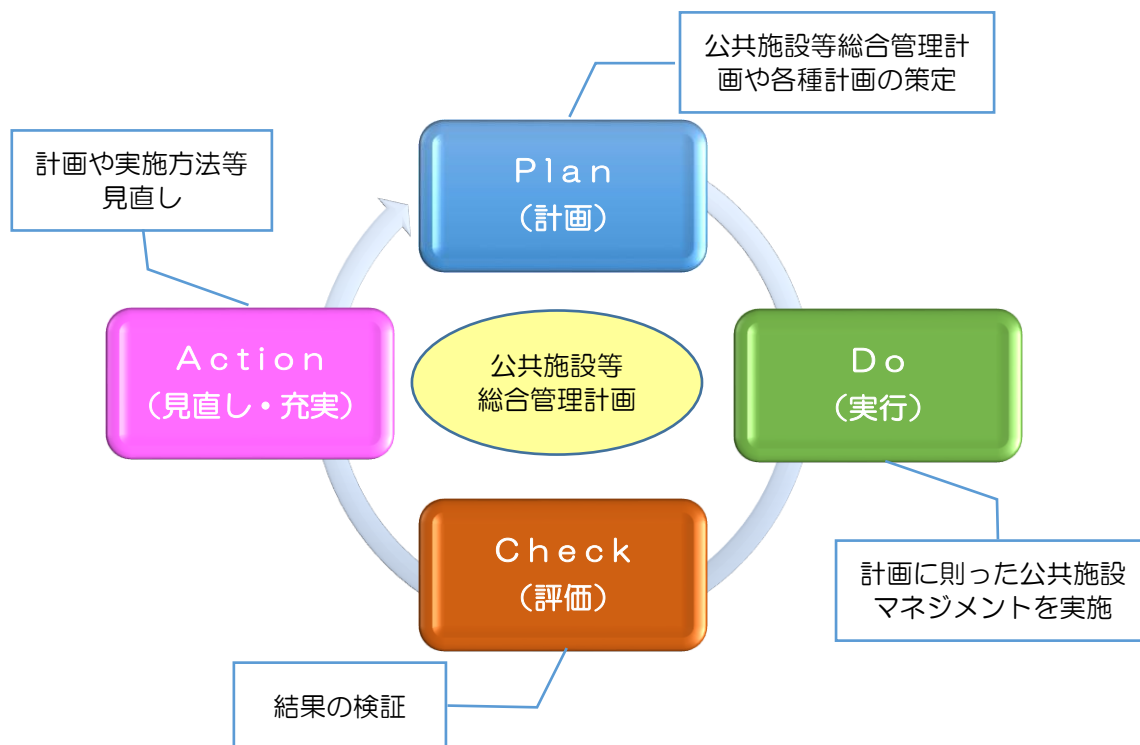 公共施設等総合管理計
画や各種計画の策定
計画や実施方法等
見直し
Plan
（計画）
Action
（見直し・充実）
公共施設等
総合管理計画
Do
（実行）
Check
（評価）
計画に則った公共施設
マネジメントを実施
結果の検証